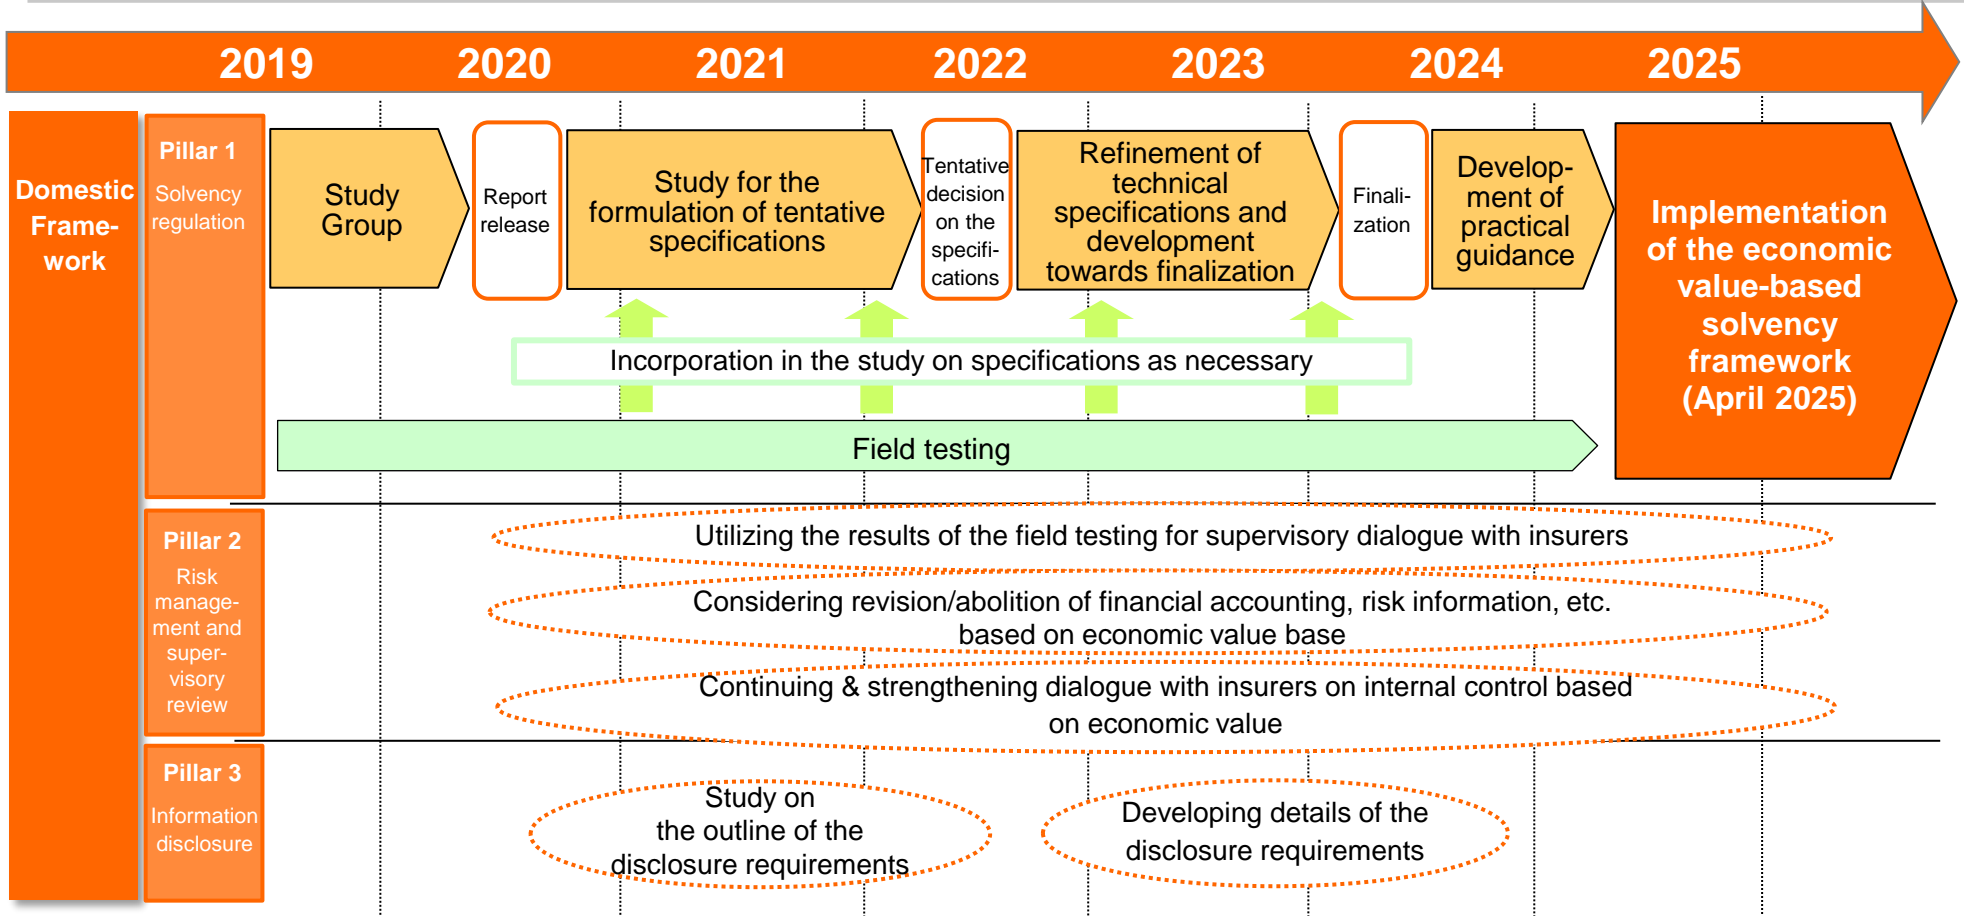 2019 2020 2021 2022 2023 2024 2025
Domestic
Frame-
work
Pillar 1
Solvency
regulation
Study
Group
Report
release
Study for the
formulation of tentative
specifications
Tentative
decision
on the
specifi-
cations
Refinement of
technical
specifications and
development
towards finalization
Finali-
zation
Develop-
ment of
practical
guidance
Implementation
of the economic
value-based
solvency
framework
(April 2025)
Incorporation in the study on specifications as necessary
Field testing
Pillar 2
Risk
manage-
ment and
super-
visory
review
Utilizing the results of the field testing for supervisory dialogue with insurers
Considering revision/abolition of financial accounting, risk information, etc.
based on economic value base
Continuing & strengthening dialogue with insurers on internal control based
on economic value
Pillar 3
Information
disclosure
Study on
the outline of the
disclosure requirements
Developing details of the
disclosure requirements